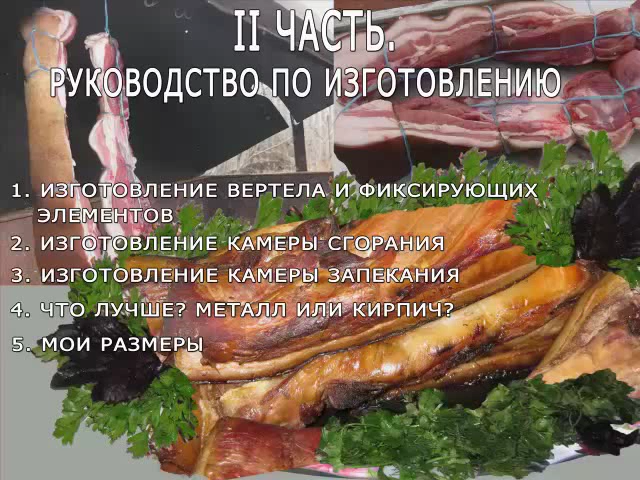 II ЧАСТЬ.
РУКОВОДСТВО ПО ИЗГОТОВЛЕНИЮ
1. ИЗГОТОВЛЕНИЕ ВЕРТЕЛА И ФИКСИРУЮЩИХ
ЭЛЕМЕНТОВ
2. ИЗГОТОВЛЕНИЕ КАМЕРЫ СГОРАНИЯ
3. ИЗГОТОВЛЕНИЕ КАМЕРЫ ЗАПЕКАНИЯ
4. ЧТО ЛУЧШЕ? МЕТАЛЛ ИЛИ КИРПИЧ?
5. МОИ РАЗМЕРЫ